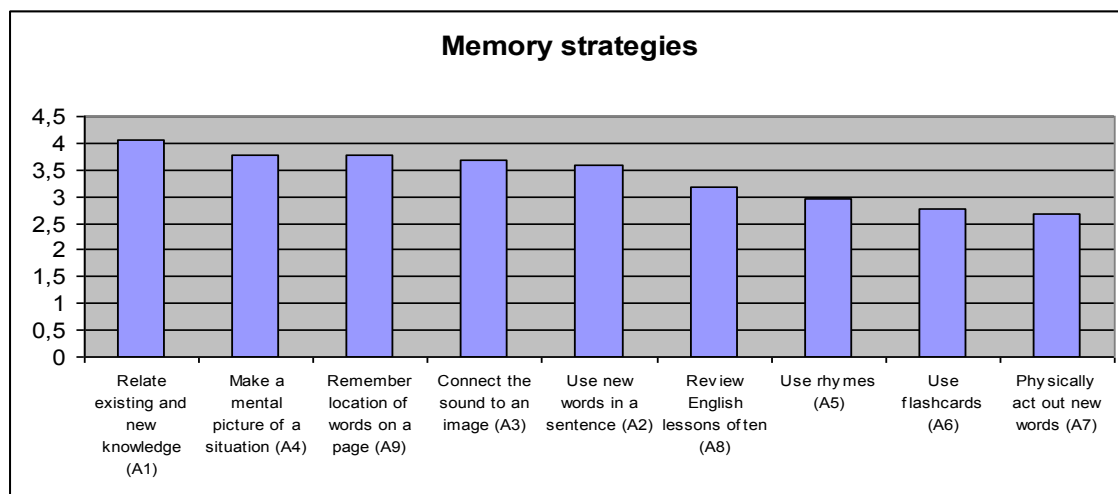 Memory strategies
4,5
4
3,5
3
2,5
2
1,5
1
0,5
0
Relate
existing and
new
knowledge
(A1)
Make a
mental
picture of a
situation (A4)
Remember
location of
words on a
page (A9)
Connect the
sound to an
image (A3)
Use new
words in a
sentence (A2)
Review
English
lessons often
(A8)
Use rhymes
(A5)
Use
flashcards
(A6)
Physically
act out new
words (A7)